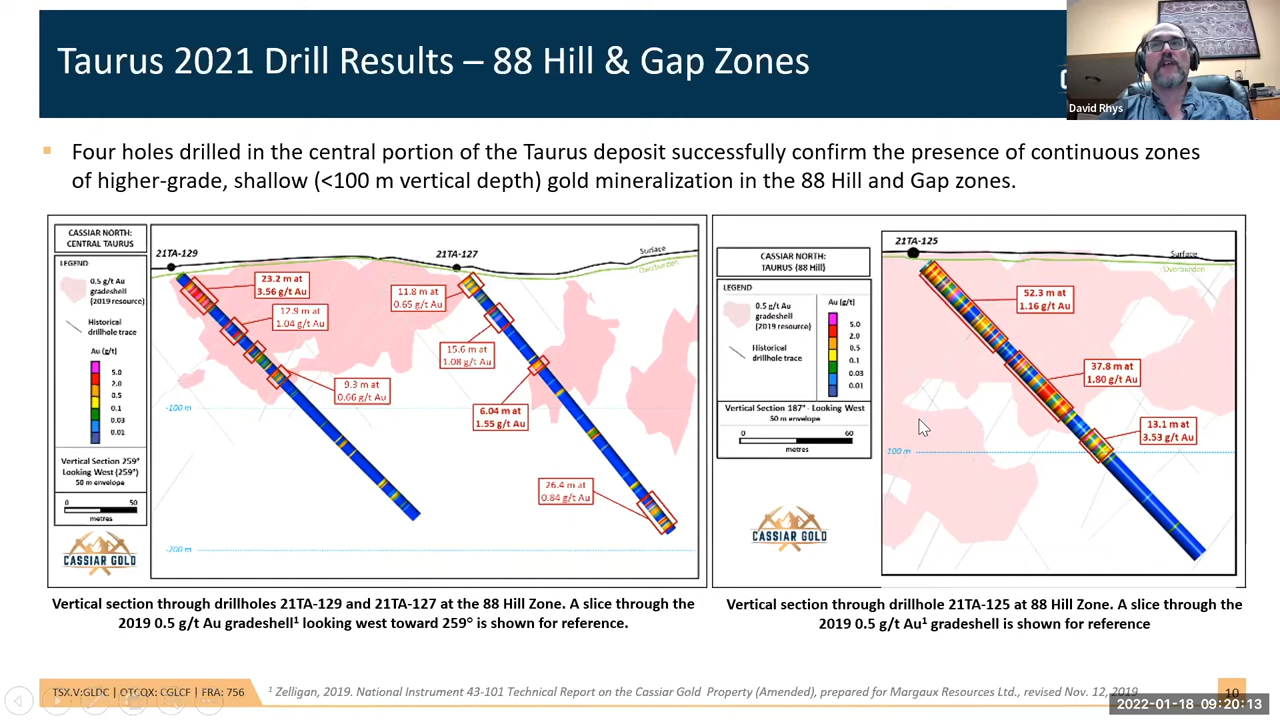 Taurus 2021 Drill Results – 88 Hill & Gap Zones
David Rhys
▪ Four holes drilled in the central portion of the Taurus deposit successfully confirm the presence of continuous zones
of higher-grade, shallow (<100 m vertical depth) gold mineralization in the 88 Hill and Gap zones.
CASSIAR NORTH:
CENTRAL TAURUS
LEGEND
0.5 g/t Au
gradeshell
(2019 resource)
Historical
drillhole trace
Au (g/t)
5.0
2.0
0.5
0.1
0.03
0.01
Vertical Section 259°
Looking West (259°)
50 m envelope
0 50
metres
CASSIAR GOLD
21TA-129
21TA-127
Surface
Overburden
23.2 m at
3.56 g/t Au
12.9 m at
1.04 g/t Au
9.3 m at
0.66 g/t Au
11.8 m at
0.65 g/t Au
15.6 m at
1.08 g/t Au
6.04 m at
1.55 g/t Au
26.4 m at
0.84 g/t Au
-100 m
-200 m
CASSIAR NORTH:
TAURUS (88 Hill)
LEGEND
0.5 g/t Au
gradeshell
(2019 resource)
Historical
drillhole trace
Au (g/t)
5.0
2.0
0.5
0.1
0.03
0.01
Vertical Section 187° - Looking West
50 m envelope
0 60
metres
CASSIAR GOLD
21TA-125
Surface
Overburden
52.3 m at
1.16 g/t Au
37.8 m at
1.80 g/t Au
13.1 m at
3.53 g/t Au
100 m
Vertical section through drillholes 21TA-129 and 21TA-127 at the 88 Hill Zone. A slice through the
2019 0.5 g/t Au gradeshell¹ looking west toward 259° is shown for reference.
Vertical section through drillhole 21TA-125 at 88 Hill Zone. A slice through the
2019 0.5 g/t Au¹ gradeshell is shown for reference
TSX.V:GLDC | OTCQX: CGLCF | FRA: 756
¹ Zelligan, 2019. National Instrument 43-101 Technical Report on the Cassiar Gold Property (Amended), prepared for Margaux Resources Ltd., revised Nov. 12, 2019
10
2022-01-18 09:20:13